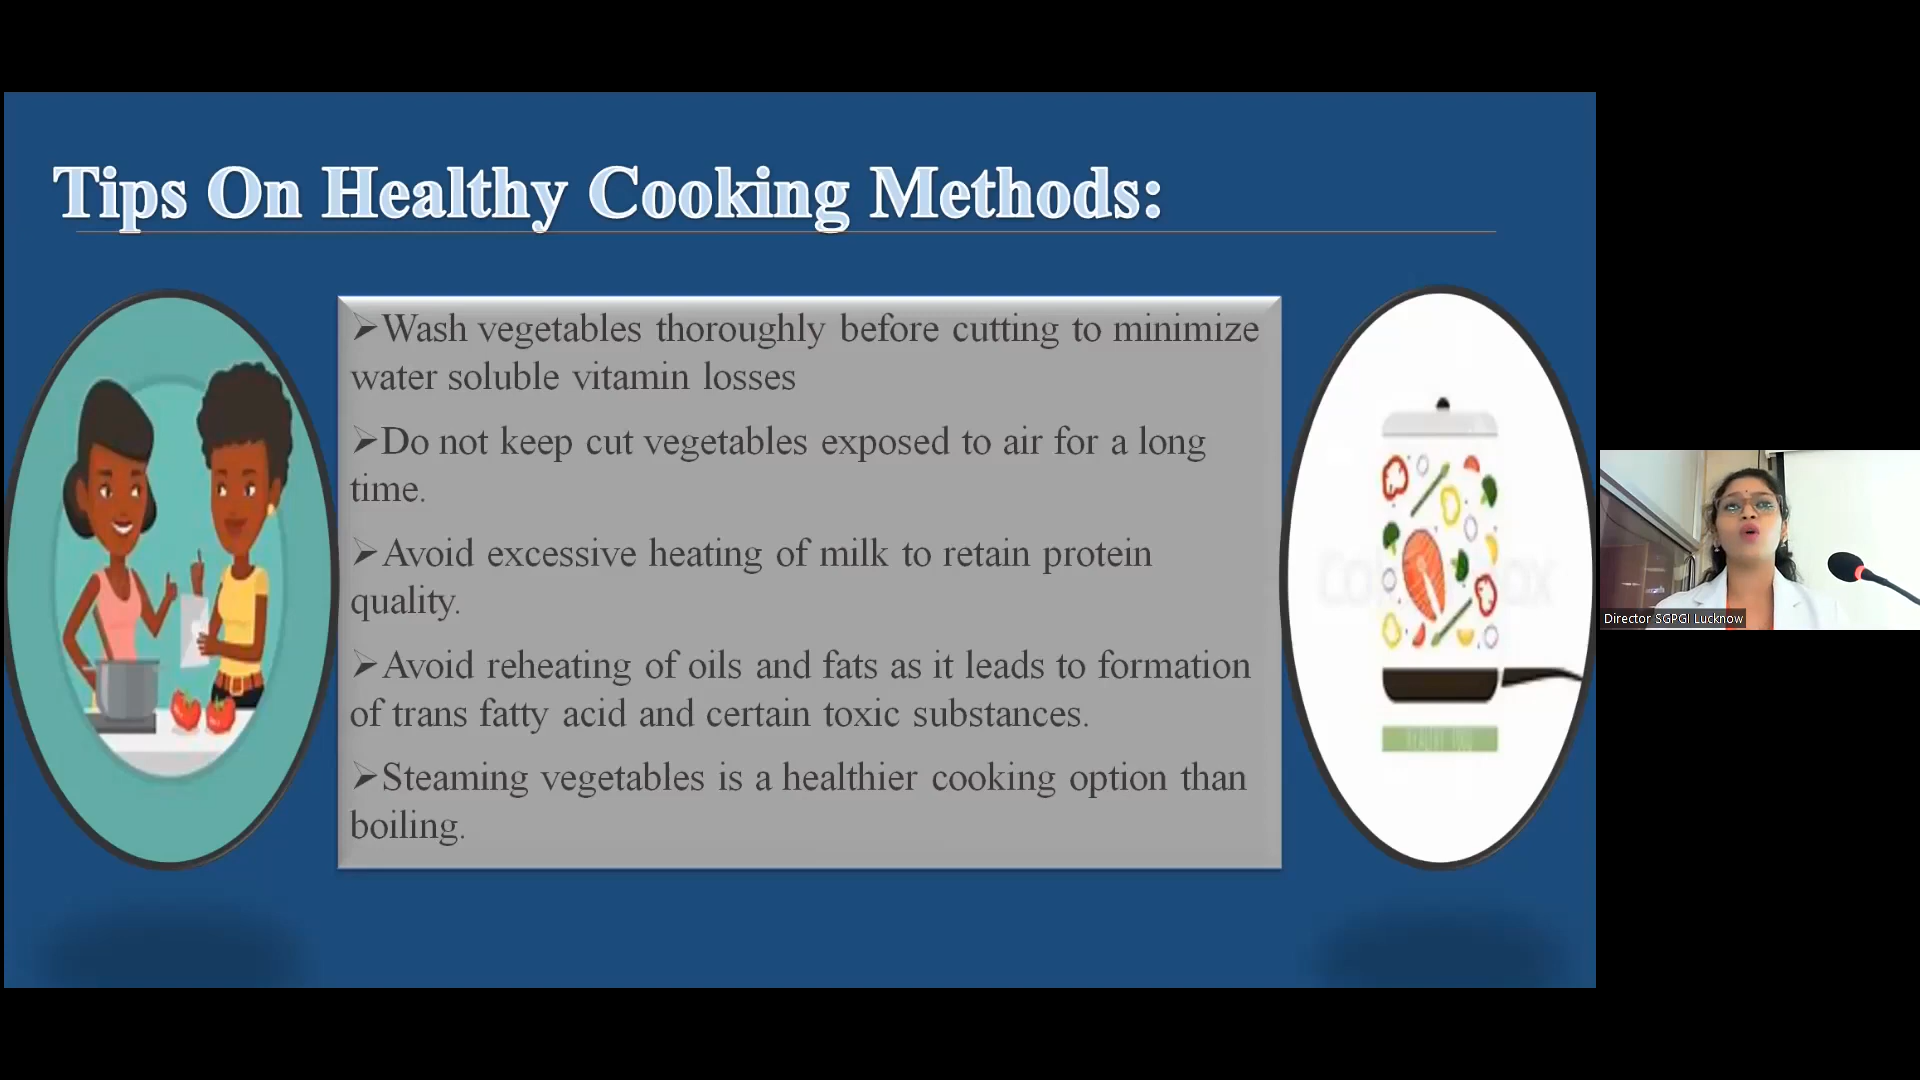 Tips On Healthy Cooking Methods:
➢Wash vegetables thoroughly before cutting to minimize
water soluble vitamin losses
➢Do not keep cut vegetables exposed to air for a long
time.
➢Avoid excessive heating of milk to retain protein
quality.
➢Avoid reheating of oils and fats as it leads to formation
of trans fatty acid and certain toxic substances.
➢Steaming vegetables is a healthier cooking option than
boiling.
Director SGPGI Lucknow